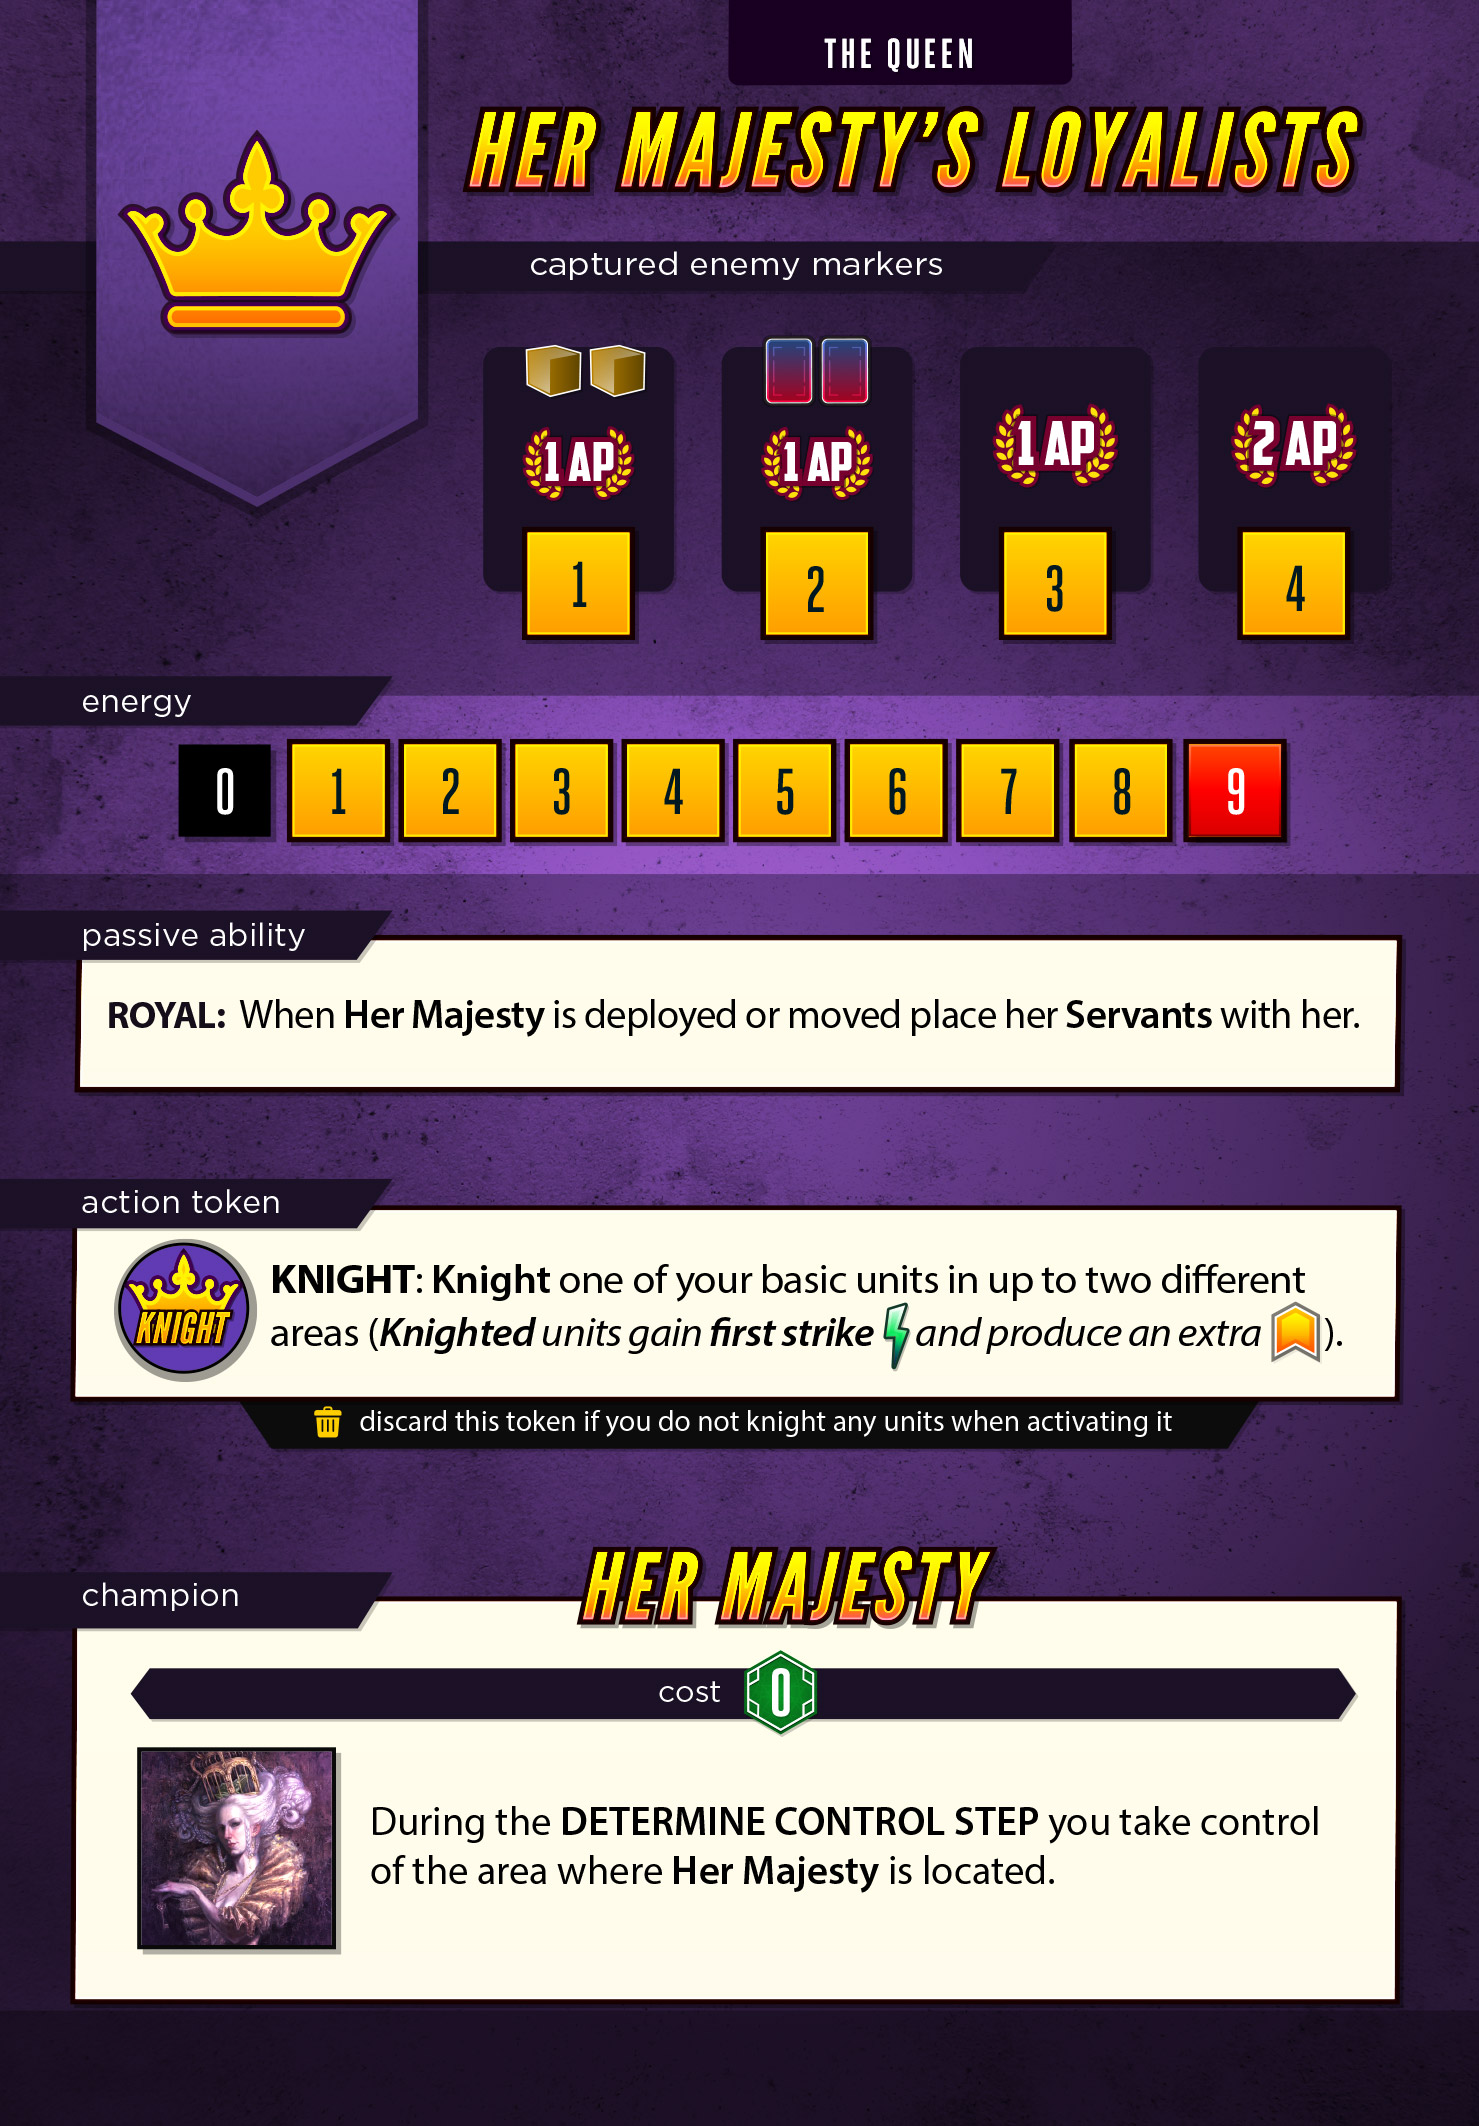 THE QUEEN
HER MAJESTY'S LOYALISTS
captured enemy markers
1 AP
1 AP
1 AP
2 AP
1
2
3
4
energy
0
1
2
3
4
5
6
7
8
9
passive ability
ROYAL: When Her Majesty is deployed or moved place her Servants with her.
action token
KNIGHT
KNIGHT: Knight one of your basic units in up to two different
areas (Knighted units gain first strike and produce an extra ).
discard this token if you do not knight any units when activating it
HER MAJESTY
champion
cost 0
During the DETERMINE CONTROL STEP you take control
of the area where Her Majesty is located.